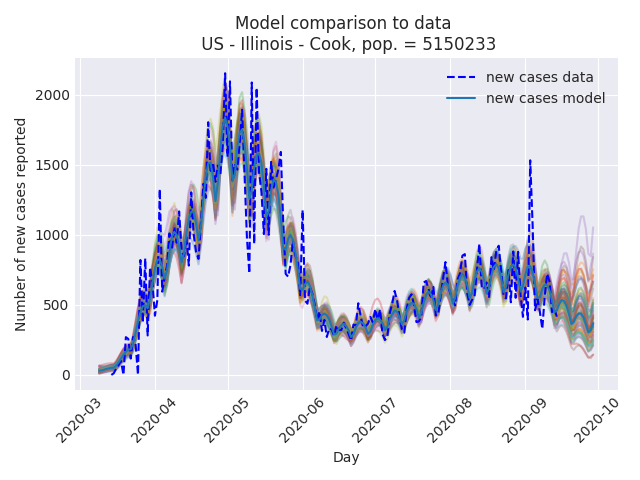 Model comparison to data
US - Illinois - Cook, pop. = 5150233
new cases data
new cases model
Number of new cases reported
2000
1500
1000
500
0
2020-03
2020-04
2020-05
2020-06
2020-07
2020-08
2020-09
2020-10
Day